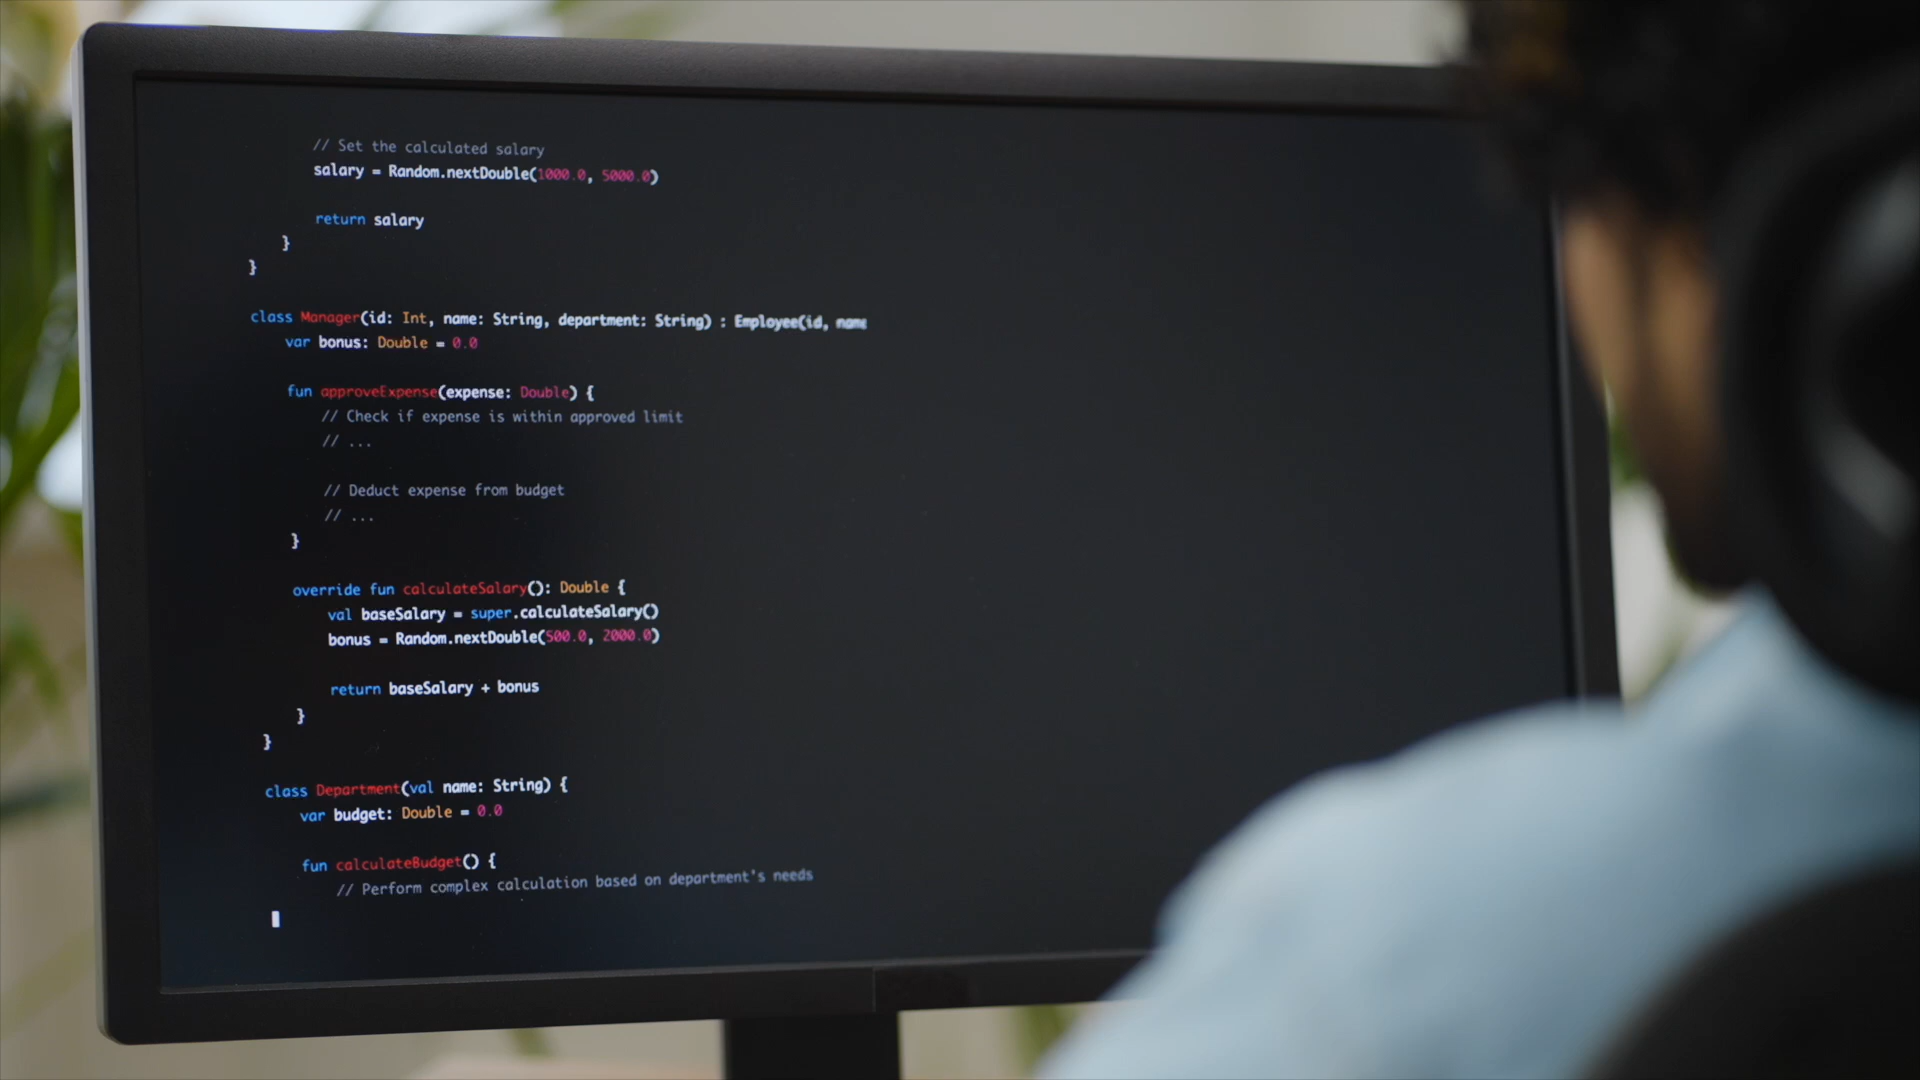 // Set the calculated salary
salary = Random.nextDouble(1000.0, 5000.0)
return salary
}
}
class Manager(id: Int, name: String, department: String) : Employee(id, name
var bonus: Double = 0.0
fun approveExpense(expense: Double) {
// Check if expense is within approved limit
// ...
// Deduct expense from budget
// ...
}
override fun calculateSalary(): Double {
val baseSalary = super.calculateSalary()
bonus = Random.nextDouble(500.0, 2000.0)
return baseSalary + bonus
}
}
class Department(val name: String) {
var budget: Double = 0.0
fun calculateBudget() {
// Perform complex calculation based on department's needs